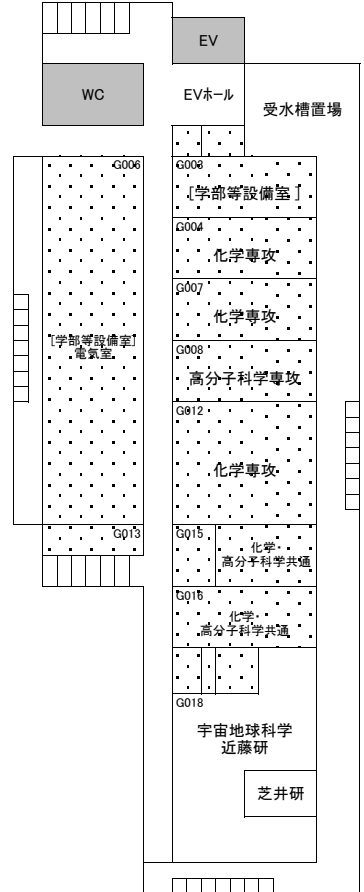 EV
WC
EVホール
受水槽置場
G006
G003
[学部等設備室]
G004
化学専攻
G007
化学専攻
[学部等設備室]
電気室
G008
高分子科学専攻
G012
化学専攻
G013
G015
化学・
高分子科学共通
G016
化学・
高分子科学共通
G018
宇宙地球科学
近藤研
芝井研